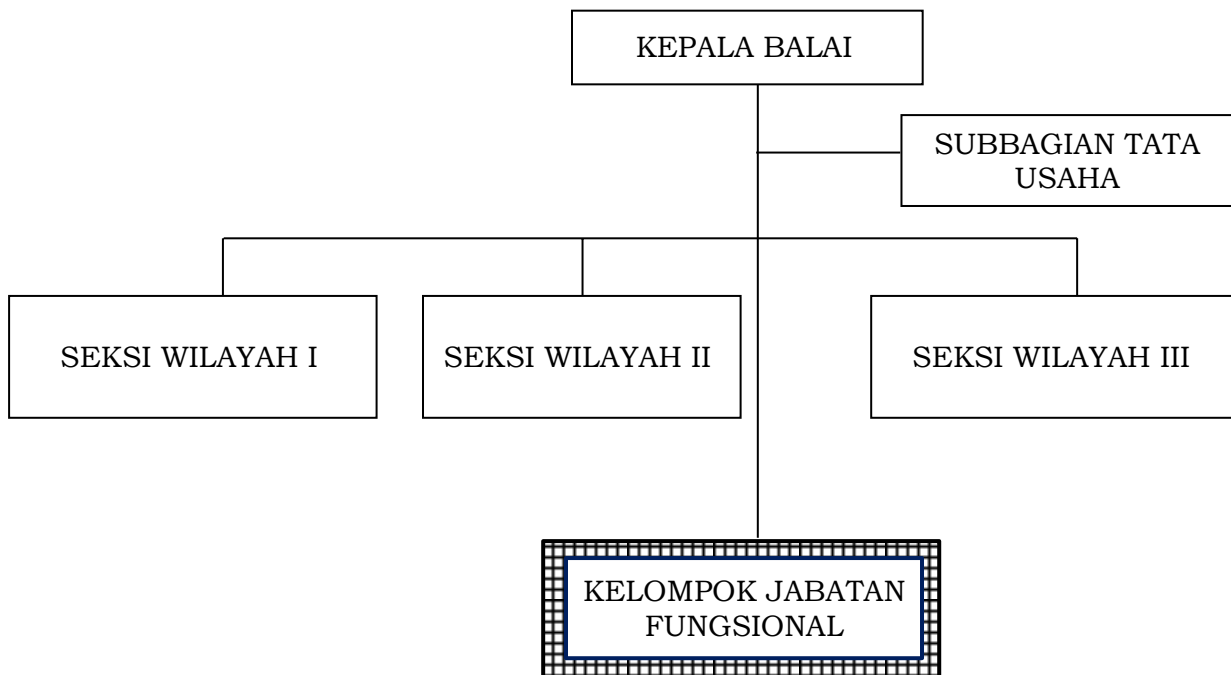 KEPALA BALAI
SUBBAGIAN TATA
USAHA
SEKSI WILAYAH I
SEKSI WILAYAH II
SEKSI WILAYAH III
KELOMPOK JABATAN
FUNGSIONAL